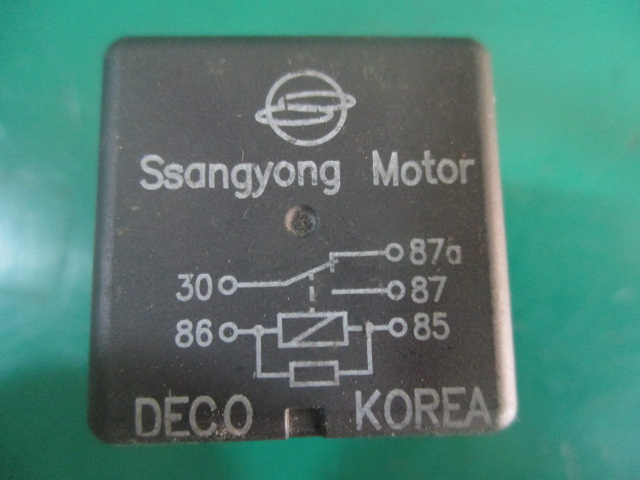 Ssangyong Motor
87a
30
87
86
85
DECO KOREA